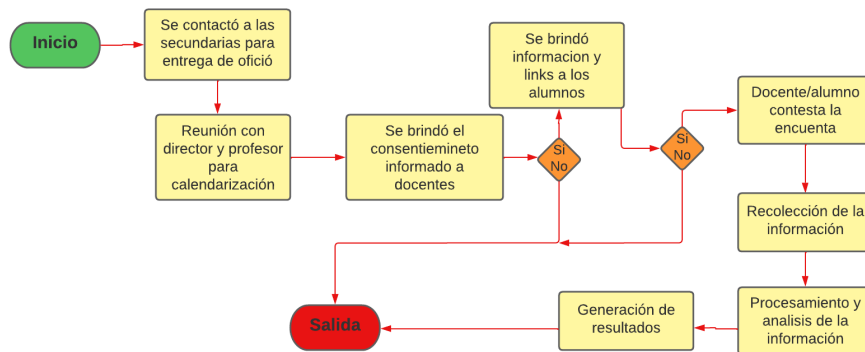 Inicio
Se contactó a las
secundarias para
entrega de ofició
Reunión con
director y profesor
para
calendarización
Se brindó el
consentiemineto
informado a
docentes
Si
No
Se brindó
informacion y
links a los
alumnos
Si
No
Docente/alumno
contesta la
encuenta
Recolección de la
información
Procesamiento y
analisis de la
información
Generación de
resultados
Salida